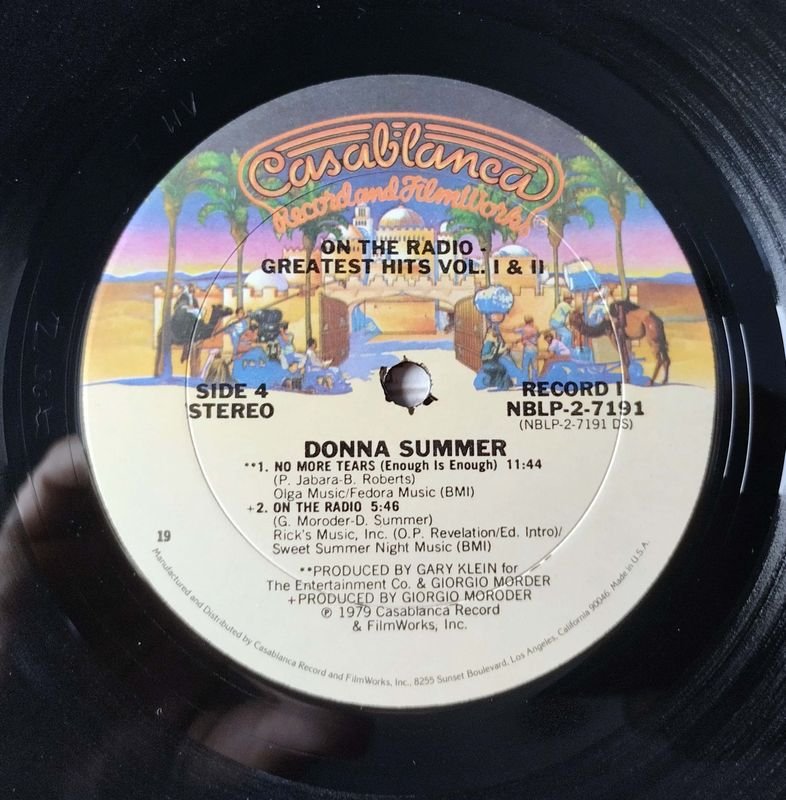 Casablanca
Record and FilmWorks
ON THE RADIO -
GREATEST HITS VOL. I & II
SIDE 4
STEREO
RECORD I
NBLP-2-7191
(NBLP-2-7191 DS)
DONNA SUMMER
**1. NO MORE TEARS (Enough Is Enough) 11:44
(P. Jabara-B. Roberts)
Olga Music/Fedora Music (BMI)
+2. ON THE RADIO 5:46
(G. Moroder-D. Summer)
Rick's Music, Inc. (O.P. Revelation/Ed. Intro)/
Sweet Summer Night Music (BMI)
19
**PRODUCED BY GARY KLEIN for
The Entertainment Co. & GIORGIO MORDER
+PRODUCED BY GIORGIO MORODER
℗ 1979 Casablanca Record
& FilmWorks, Inc.
Manufactured and Distributed by Casablanca Record and FilmWorks, Inc., 8255 Sunset Boulevard, Los Angeles, California 90046. Made in U.S.A.